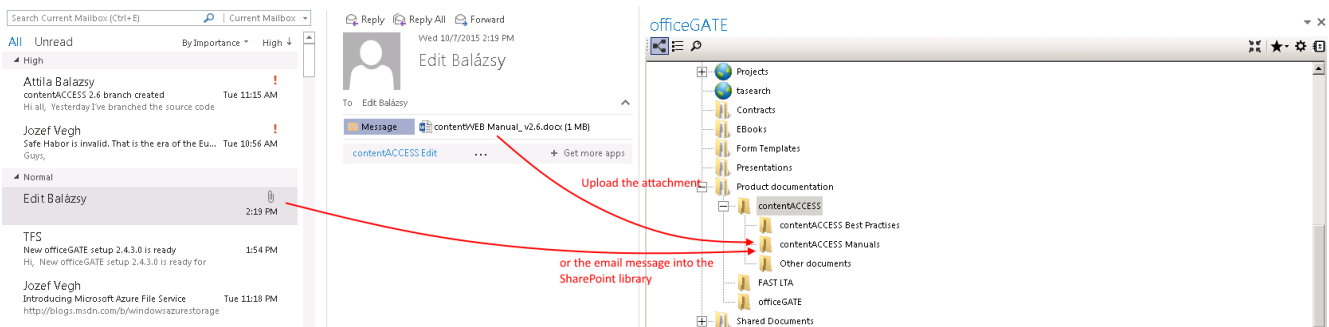 Search Current Mailbox (Ctrl+E) Current Mailbox
All Unread By Importance High
High
Attila Balazsy
contentACCESS 2.6 branch created Tue 11:15 AM
Hi all, Yesterday I've branched the source code
Jozef Vegh
Safe Habor is invalid. That is the era of the Eu... Tue 10:56 AM
Guys,
Normal
Edit Balázsy
2:19 PM
TFS
New officeGATE setup 2.4.3.0 is ready 1:54 PM
Hi, New officeGATE setup 2.4.3.0 is ready for
Jozef Vegh
Introducing Microsoft Azure File Service Tue 11:18 PM
http://blogs.msdn.com/b/windowsazurestorage
Reply Reply All Forward
Wed 10/7/2015 2:19 PM
Edit Balázsy
To Edit Balázsy
Message contentWEB Manual_ v2.6.docx (1 MB)
contentACCESS Edit ... + Get more apps
Upload the attachment
or the email message into the
SharePoint library
officeGATE
Projects
tasearch
Contracts
EBooks
Form Templates
Presentations
Product documentation
contentACCESS
contentACCESS Best Practises
contentACCESS Manuals
Other documents
FAST LTA
officeGATE
Shared Documents